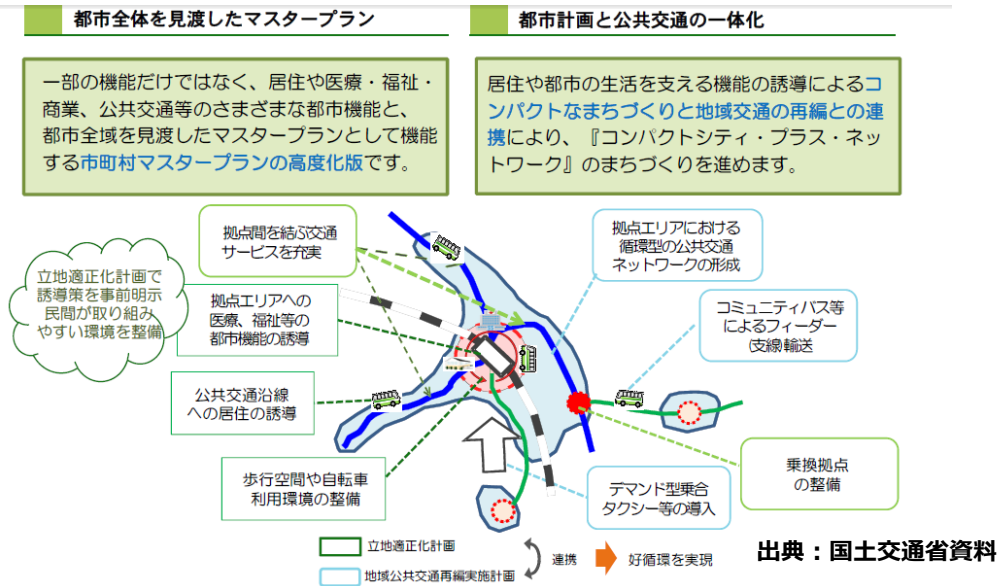 都市全体を見渡したマスタープラン
都市計画と公共交通の一体化
一部の機能だけではなく、居住や医療・福祉・
商業、公共交通等のさまざまな都市機能と、
都市全域を見渡したマスタープランとして機能
する市町村マスタープランの高度化版です。
居住や都市の生活を支える機能の誘導によるコ
ンパクトなまちづくりと地域交通の再編との連
携により、『コンパクトシティ・プラス・ネッ
トワーク』のまちづくりを進めます。
拠点間を結ぶ交通
サービスを充実
拠点エリアにおける
循環型の公共交通
ネットワークの形成
立地適正化計画で
誘導策を事前明示
民間が取り組み
やすい環境を整備
拠点エリアへの
医療、福祉等の
都市機能の誘導
コミュニティバス等
によるフィーダー
(支線)輸送
公共交通沿線
への居住の誘導
歩行空間や自転車
利用環境の整備
デマンド型乗合
タクシー等の導入
乗換拠点
の整備
立地適正化計画
地域公共交通再編実施計画
連携
好循環を実現
出典：国土交通省資料